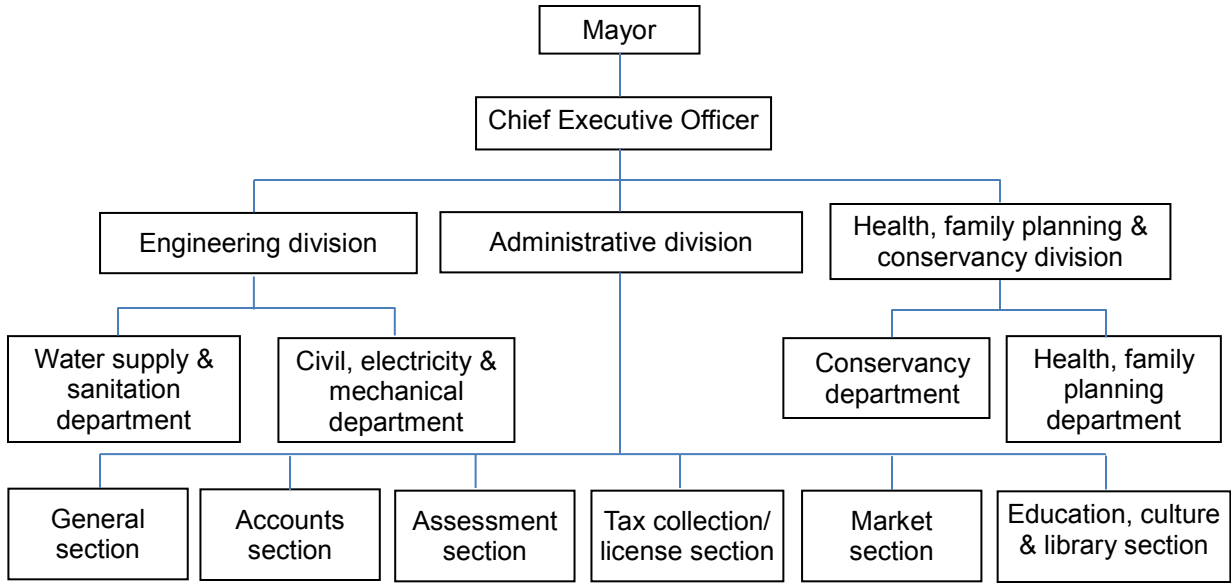 Mayor
Chief Executive Officer
Engineering division
Administrative division
Health, family planning &
conservancy division
Water supply &
sanitation
department
Civil, electricity &
mechanical
department
Conservancy
department
Health, family
planning
department
General
section
Accounts
section
Assessment
section
Tax collection/
license section
Market
section
Education, culture
& library section